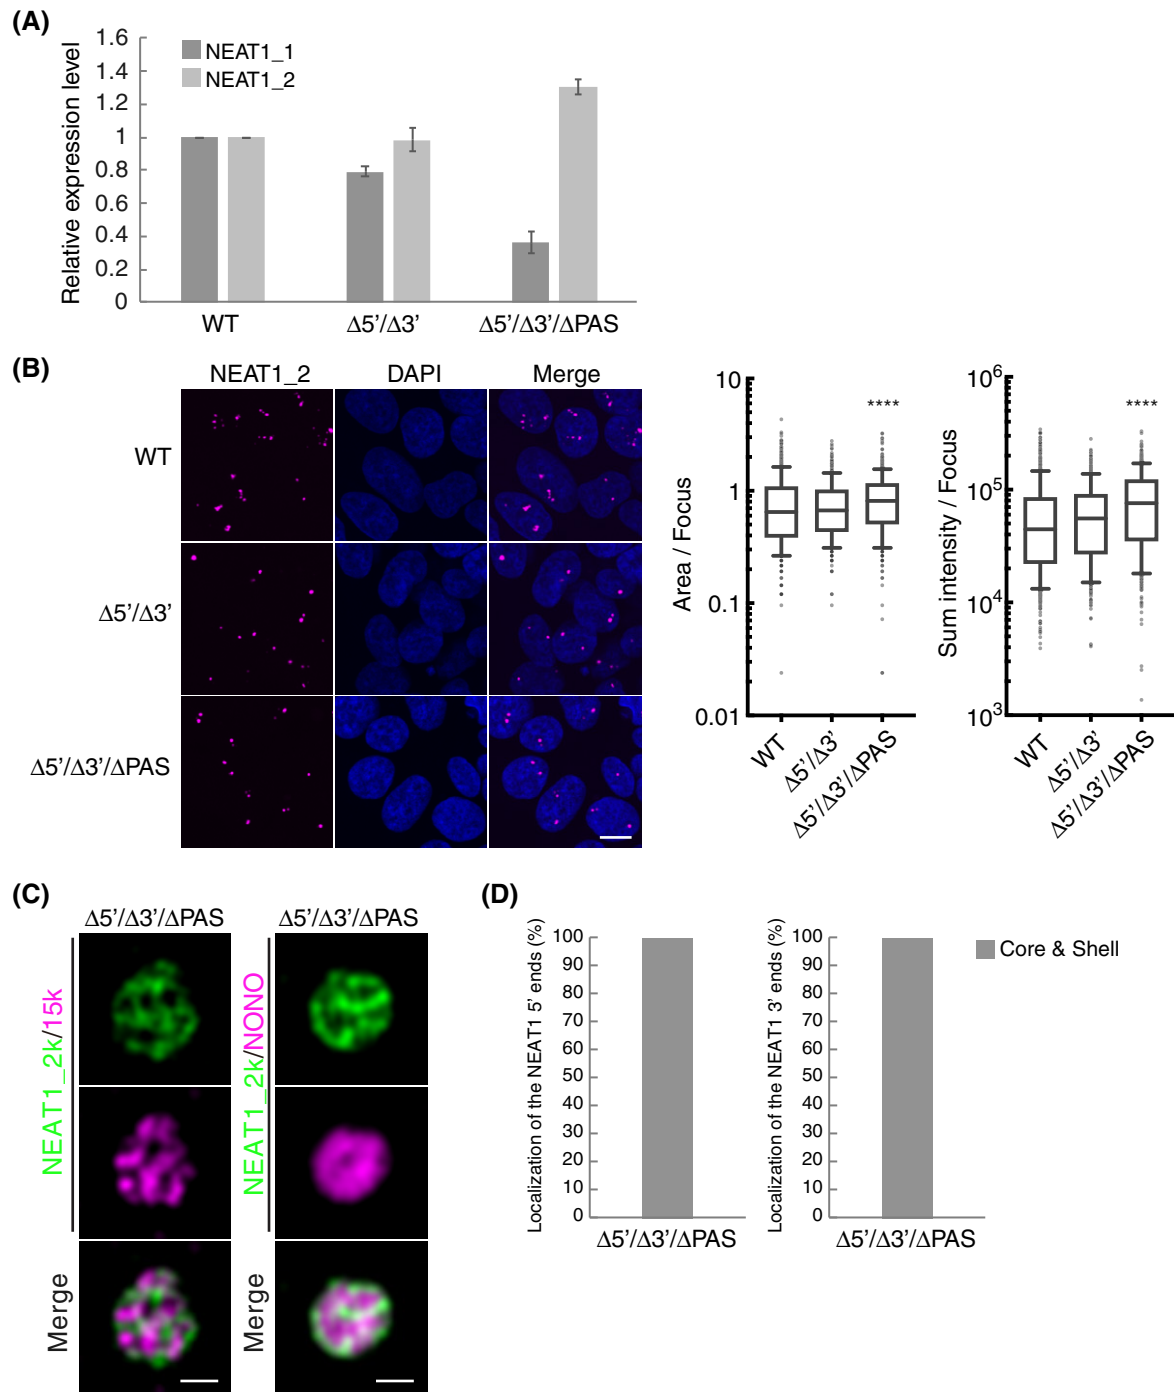 (A)
Relative expression level
1.6
1.4
1.2
1
0.8
0.6
0.4
0.2
0
NEAT1_1
NEAT1_2
WT
Δ5'/Δ3'
Δ5'/Δ3'/ΔPAS
(B)
NEAT1_2
DAPI
Merge
WT
Δ5'/Δ3'
Δ5'/Δ3'/ΔPAS
Area / Focus
10
1
0.1
0.01
****
WT
Δ5'/Δ3'
Δ5'/Δ3'/ΔPAS
Sum intensity / Focus
10⁶
10⁵
10⁴
10³
****
WT
Δ5'/Δ3'
Δ5'/Δ3'/ΔPAS
(C)
Δ5'/Δ3'/ΔPAS
NEAT1_2k/15k
Merge
Δ5'/Δ3'/ΔPAS
NEAT1_2k/NONO
Merge
(D)
Localization of the NEAT1 5' ends (%)
100
90
80
70
60
50
40
30
20
10
0
Δ5'/Δ3'/ΔPAS
Localization of the NEAT1 3' ends (%)
100
90
80
70
60
50
40
30
20
10
0
Δ5'/Δ3'/ΔPAS
Core & Shell